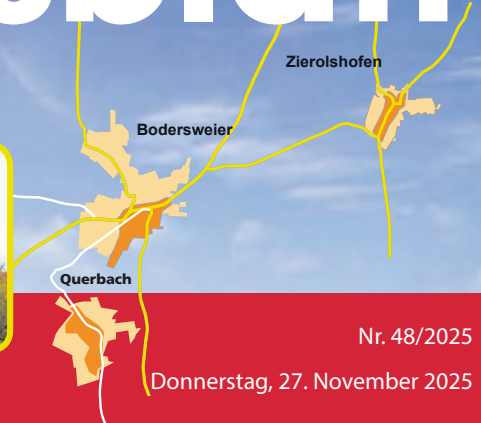 Zierolshofen
Bodersweier
Querbach
Nr. 48/2025
Donnerstag, 27. November 2025